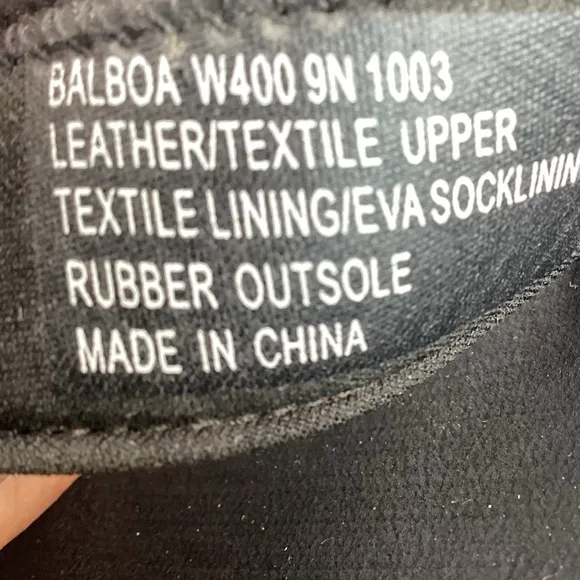 BALBOA W400 9N 1003
LEATHER/TEXTILE UPPER
TEXTILE LINING/EVA SOCKLININ
RUBBER OUTSOLE
MADE IN CHINA